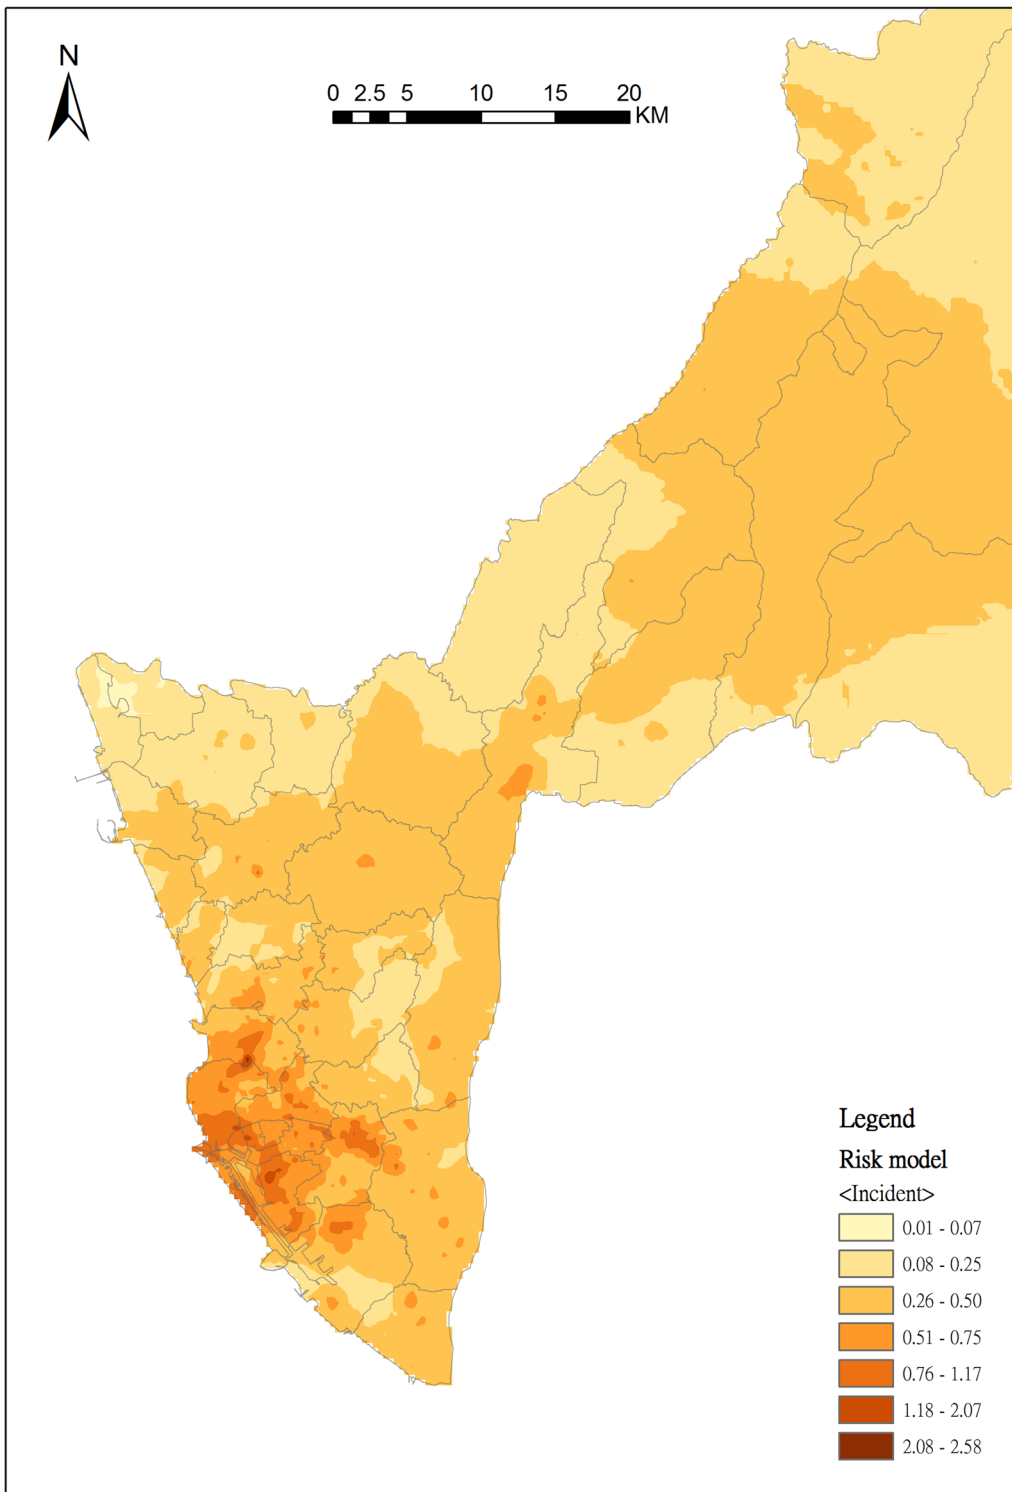 N
0 2.5 5 10 15 20
KM
Legend
Risk model
<Incident>
0.01 - 0.07
0.08 - 0.25
0.26 - 0.50
0.51 - 0.75
0.76 - 1.17
1.18 - 2.07
2.08 - 2.58